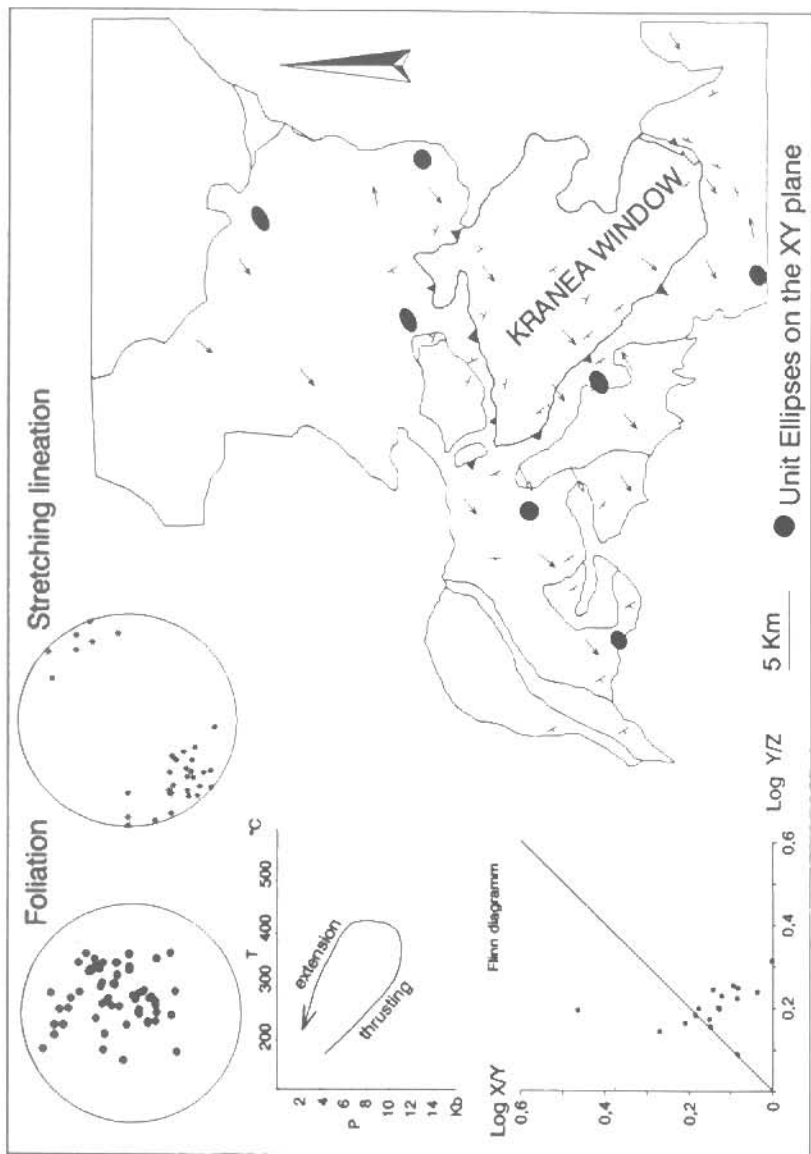 Foliation
Stretching lineation
T
200
300
400
500
°C
2
4
6
8
10
12
14
P
Kb
extension
thrusting
Log X/Y
Flinn diagramm
0,6
0,4
0,2
0
0,2
0,4
0,6
Log Y/Z
KRANEA WINDOW
5 Km
Unit Ellipses on the XY plane